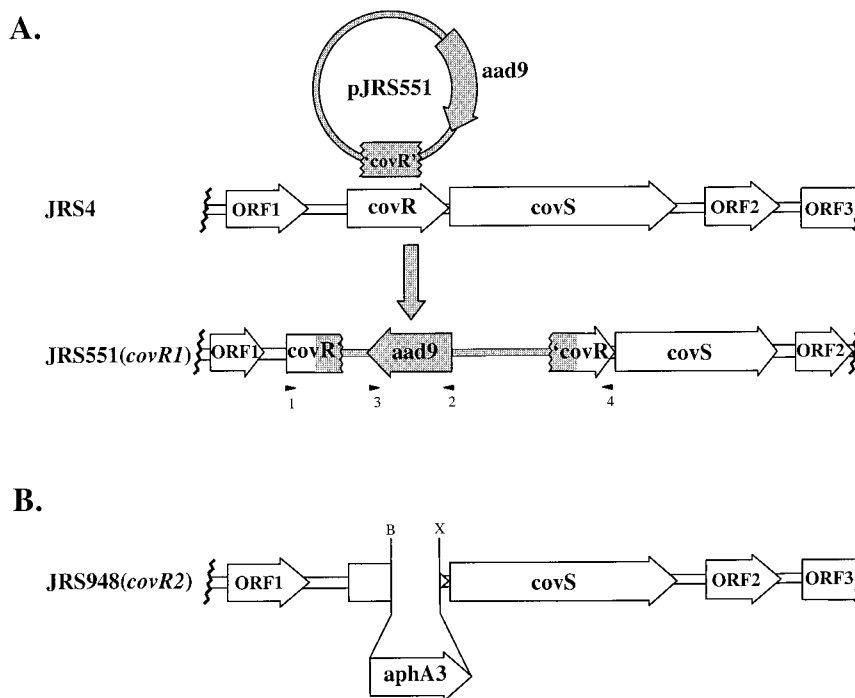 A.
pJRS551
aad9
'covR'
JRS4
ORF1 covR covS ORF2 ORF3
JRS551(covR1)
ORF1 covR aad9 'covR covS ORF2
1 3 2 4
B.
B X
JRS948(covR2)
ORF1 covS ORF2 ORF3
aphA3